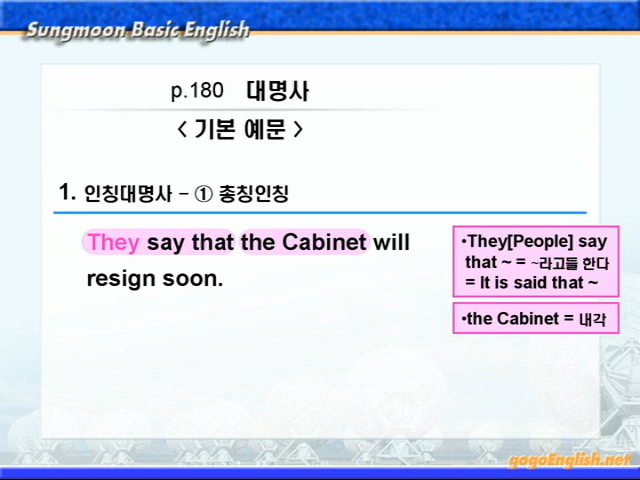 Sungmoon Basic English
p.180 대명사
< 기본 예문 >
1. 인칭대명사 – ① 총칭인칭
They say that the Cabinet will
resign soon.
•They[People] say
that ~ = ~라고들 한다
= It is said that ~
•the Cabinet = 내각
gogoEnglish.net